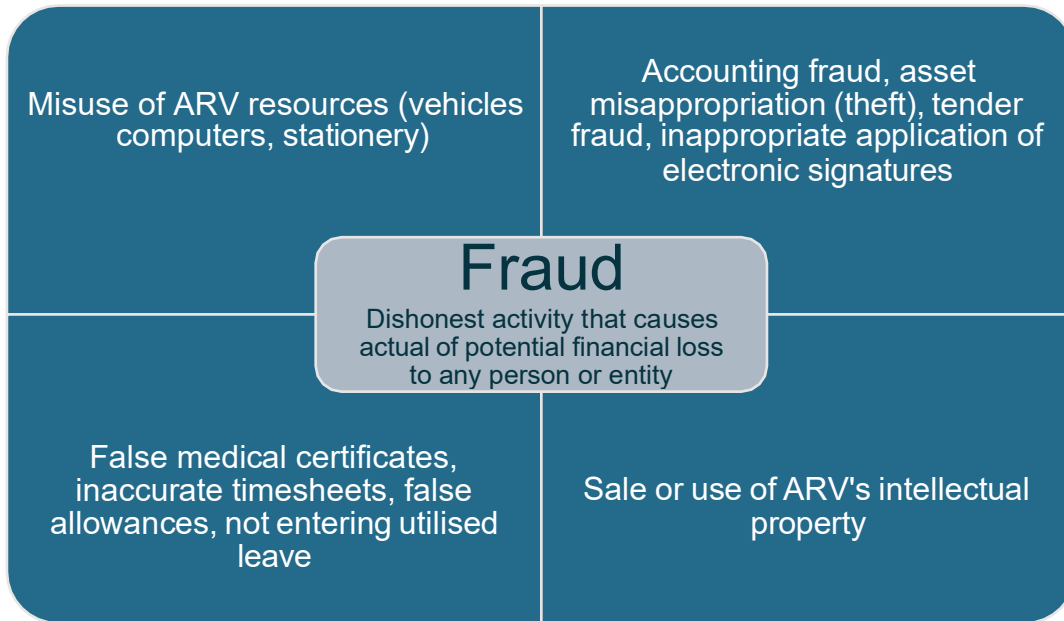 Misuse of ARV resources (vehicles
computers, stationery)
Accounting fraud, asset
misappropriation (theft), tender
fraud, inappropriate application of
electronic signatures
Fraud
Dishonest activity that causes
actual of potential financial loss
to any person or entity
False medical certificates,
inaccurate timesheets, false
allowances, not entering utilised
leave
Sale or use of ARV's intellectual
property